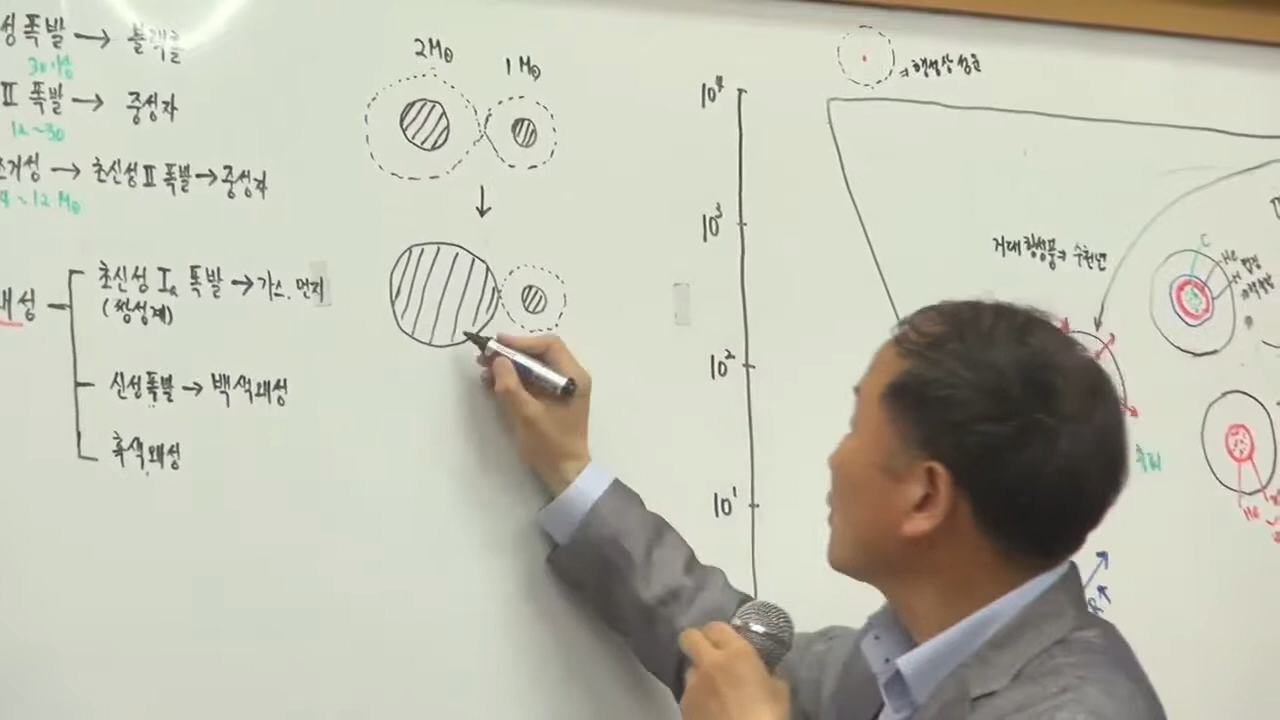 성폭발 → 블랙홀
30이상
II 폭발 → 중성자
12~30
초거성 → 초신성 II 폭발 → 중성자
4~12 M⊙
왜성
초신성 Ia 폭발 → 가스, 먼지
(쌍성계)
신성폭발 → 백색왜성
흑색왜성
2M⊙
1M⊙
10⁴
10³
10²
10¹
행성상성운
거대 항성풍 수천년
C
He
H
He
R↑